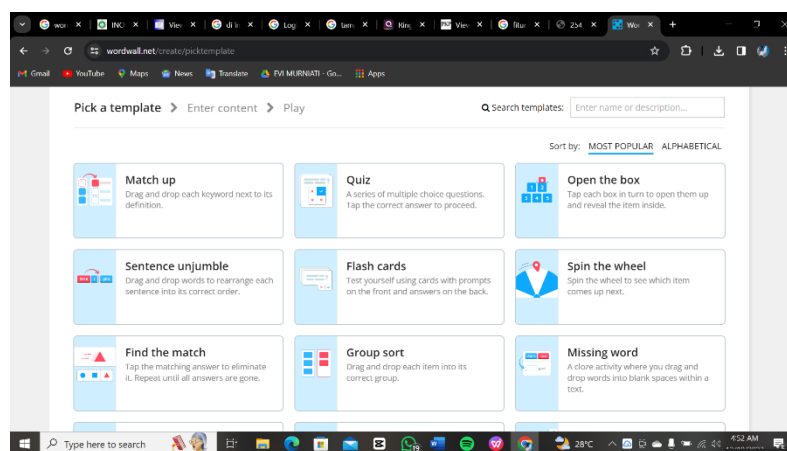 wor
INC
Viev
di in
Log
tam
King
Viev
fitur
254
Wor
wordwall.net/create/picktemplate
Gmail YouTube Maps News Translate EVI MURNIATI - Go... Apps
Pick a template > Enter content > Play
Search templates: Enter name or description...
Sort by: MOST POPULAR ALPHABETICAL
Match up
Drag and drop each keyword next to its
definition.
Quiz
A series of multiple choice questions.
Tap the correct answer to proceed.
Open the box
Tap each box in turn to open them up
and reveal the item inside.
Sentence unjumble
Drag and drop words to rearrange each
sentence into its correct order.
Flash cards
Test yourself using cards with prompts
on the front and answers on the back.
Spin the wheel
Spin the wheel to see which item
comes up next.
Find the match
Tap the matching answer to eliminate
it. Repeat until all answers are gone.
Group sort
Drag and drop each item into its
correct group.
Missing word
A cloze activity where you drag and
drop words into blank spaces within a
text.
Type here to search
19
28°C
4:52 AM